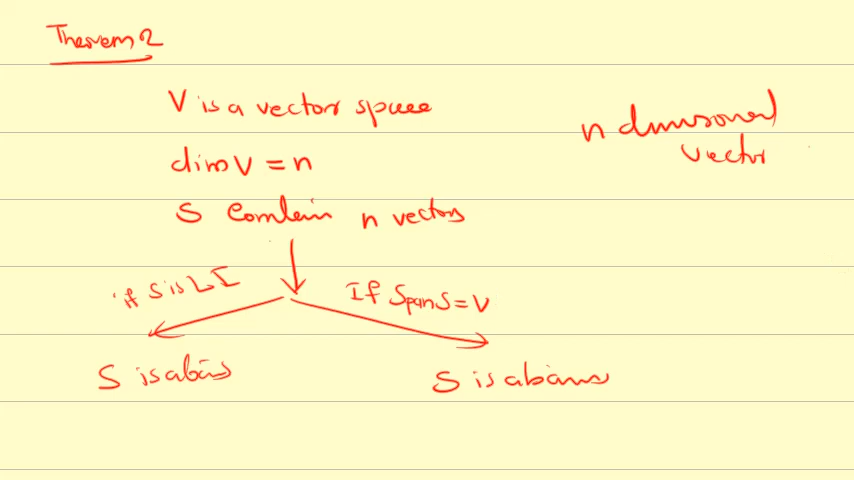 Theorem 2
V is a vector space
n dimensional
vector
dim V = n
S contain n vectors
if S is LI
If Span S = V
S is a basis
S is a basis